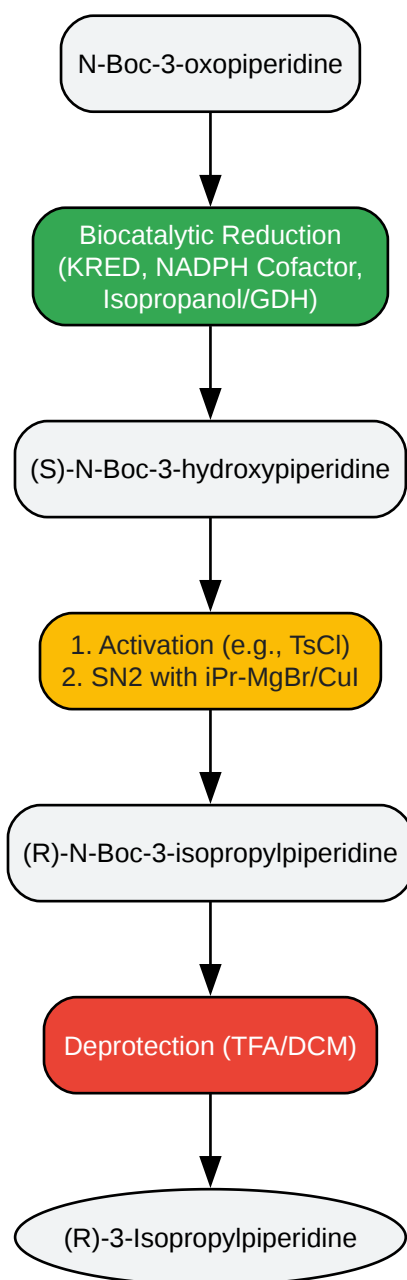 N-Boc-3-oxopiperidine
Biocatalytic Reduction
(KRED, NADPH Cofactor,
Isopropanol/GDH)
(S)-N-Boc-3-hydroxypiperidine
1. Activation (e.g., TsCl)
2. SN2 with iPr-MgBr/CuI
(R)-N-Boc-3-isopropylpiperidine
Deprotection (TFA/DCM)
(R)-3-Isopropylpiperidine